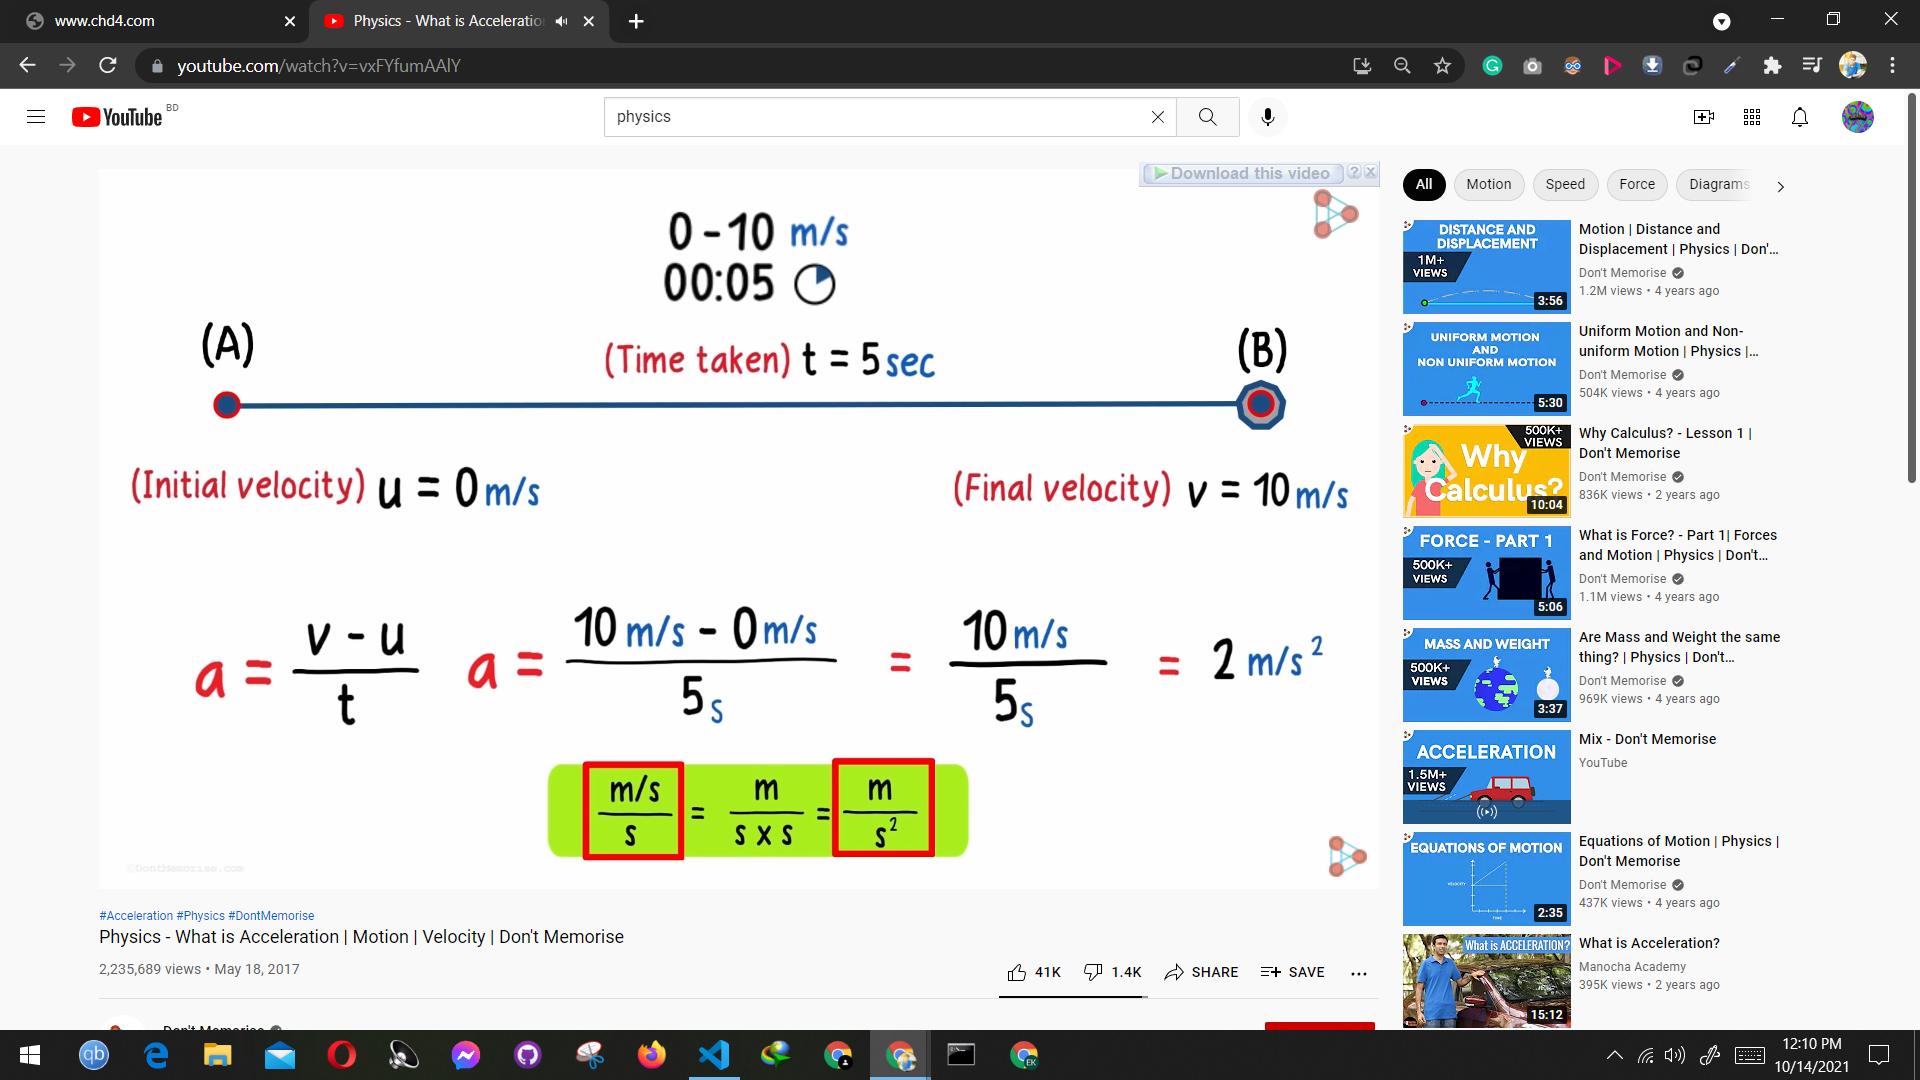 www.chd4.com
Physics - What is Acceleratio
youtube.com/watch?v=vxFYfumAAlY
YouTube BD
physics
Download this video
0 - 10 m/s
00:05
(A)
(Time taken) t = 5 sec
(B)
(Initial velocity) u = 0 m/s
(Final velocity) v = 10 m/s
a = v - u / t
a = 10 m/s - 0 m/s / 5 s = 10 m/s / 5 s = 2 m/s²
m/s / s = m / s x s = m / s²
©DontMemorise.com
#Acceleration #Physics #DontMemorise
Physics - What is Acceleration | Motion | Velocity | Don't Memorise
2,235,689 views • May 18, 2017
41K
1.4K
SHARE
SAVE
Don't Memorise
All
Motion
Speed
Force
Diagrams
DISTANCE AND
DISPLACEMENT
1M+
VIEWS
3:56
Motion | Distance and
Displacement | Physics | Don'...
Don't Memorise
1.2M views • 4 years ago
UNIFORM MOTION
AND
NON UNIFORM MOTION
5:30
Uniform Motion and Non-
uniform Motion | Physics |...
Don't Memorise
504K views • 4 years ago
500K+
VIEWS
Why
Calculus?
10:04
Why Calculus? - Lesson 1 |
Don't Memorise
Don't Memorise
836K views • 2 years ago
FORCE - PART 1
500K+
VIEWS
5:06
What is Force? - Part 1| Forces
and Motion | Physics | Don't...
Don't Memorise
1.1M views • 4 years ago
MASS AND WEIGHT
500K+
VIEWS
3:37
Are Mass and Weight the same
thing? | Physics | Don't...
Don't Memorise
969K views • 4 years ago
ACCELERATION
1.5M+
VIEWS
Mix - Don't Memorise
YouTube
EQUATIONS OF MOTION
VELOCITY
TIME
2:35
Equations of Motion | Physics |
Don't Memorise
Don't Memorise
437K views • 4 years ago
What is ACCELERATION?
15:12
What is Acceleration?
Manocha Academy
395K views • 2 years ago
qb
EK
12:10 PM
10/14/2021